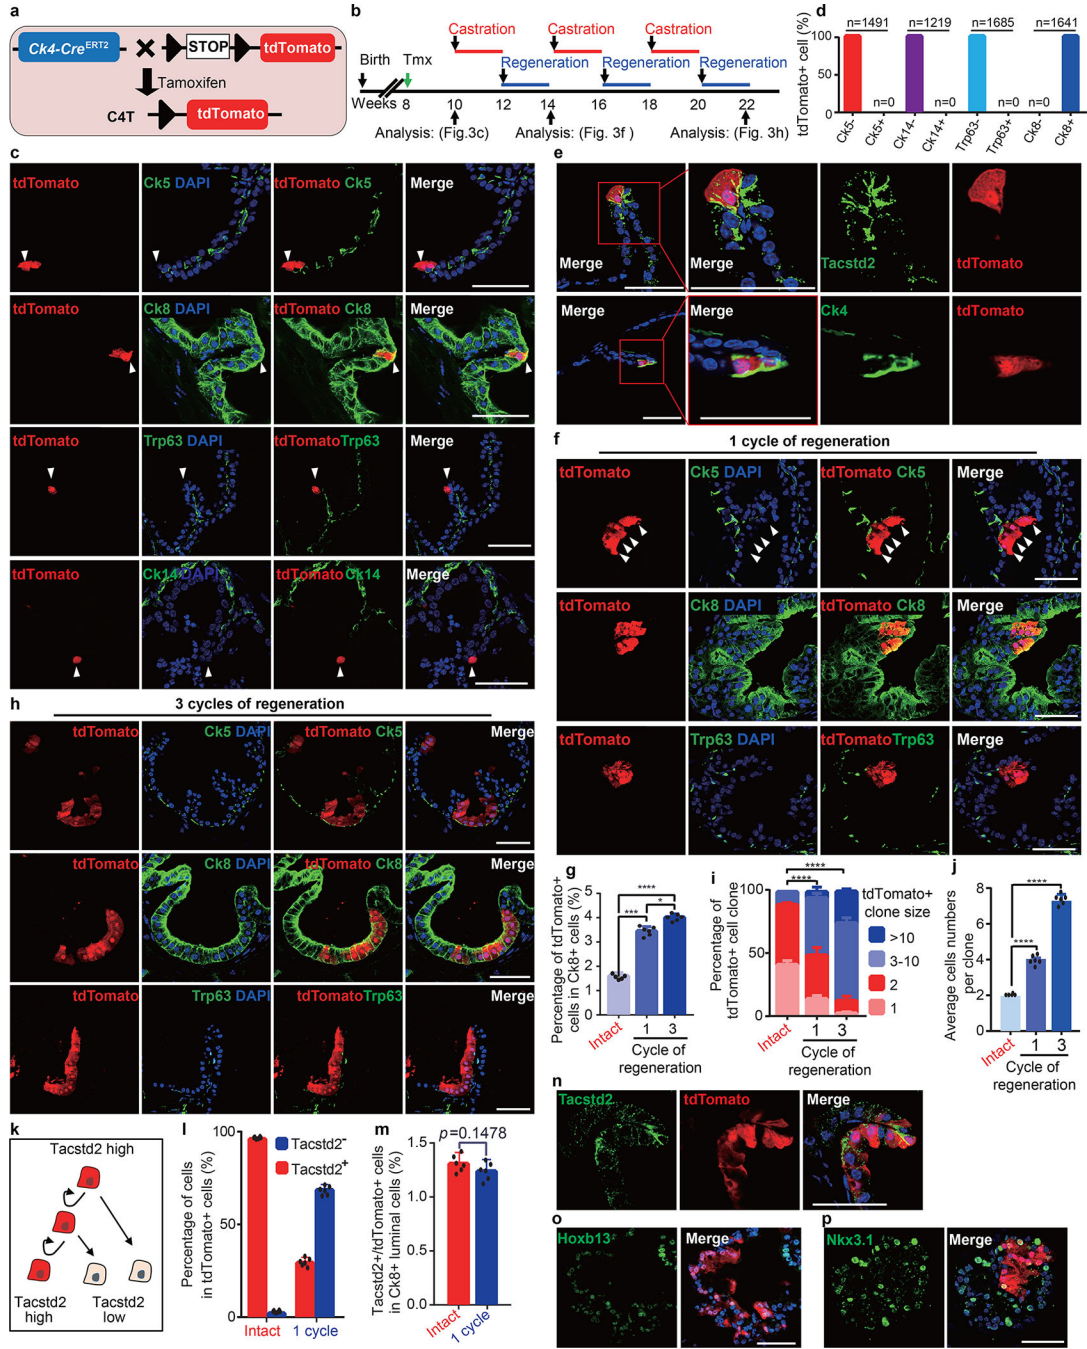 a
Ck4-CreERT2
STOP
tdTomato
Tamoxifen
C4T
tdTomato
b
Castration Castration Castration
Birth Tmx Regeneration Regeneration Regeneration
Weeks 8 10 12 14 16 18 20 22
Analysis: (Fig.3c) Analysis: (Fig. 3f ) Analysis: (Fig. 3h)
d
n=1491 n=1219 n=1685 n=1641
tdTomato+ cell (%)
100
50
0
n=0 n=0 n=0 n=0
Ck5- Ck5+ Ck14- Ck14+ Trp63- Trp63+ Ck8- Ck8+
c
tdTomato Ck5 DAPI tdTomato Ck5 Merge
tdTomato Ck8 DAPI tdTomato Ck8 Merge
tdTomato Trp63 DAPI tdTomatoTrp63 Merge
tdTomato Ck14DAPI tdTomatoCk14 Merge
e
Merge Merge Tacstd2 tdTomato
Merge Merge Ck4 tdTomato
f
1 cycle of regeneration
tdTomato Ck5 DAPI tdTomato Ck5 Merge
tdTomato Ck8 DAPI tdTomato Ck8 Merge
tdTomato Trp63 DAPI tdTomatoTrp63 Merge
h
3 cycles of regeneration
tdTomato Ck5 DAPI tdTomato Ck5 Merge
tdTomato Ck8 DAPI tdTomato Ck8 Merge
tdTomato Trp63 DAPI tdTomatoTrp63 Merge
g
Percentage of tdTomato+
cells in Ck8+ cells (%)
6
5
4
3
2
1
0
****
*
***
Intact 1 3
Cycle of
regeneration
i
Percentage of
tdTomato+ cell clone
100
50
0
****
****
Intact 1 3
Cycle of
regeneration
tdTomato+
clone size
>10
3-10
2
1
j
Average cells numbers
per clone
8
6
4
2
0
****
****
Intact 1 3
Cycle of
regeneration
k
Tacstd2 high
Tacstd2
high
Tacstd2
low
l
Percentage of cells
in tdTomato+ cells (%)
100
50
0
Tacstd2-
Tacstd2+
Intact 1 cycle
m
Tacstd2+/tdTomato+ cells
in Ck8+ luminal cells (%)
p=0.1478
1.5
1.2
0.9
0.6
0.3
0.0
Intact 1 cycle
n
Tacstd2 tdTomato Merge
o
Hoxb13 Merge
p
Nkx3.1 Merge